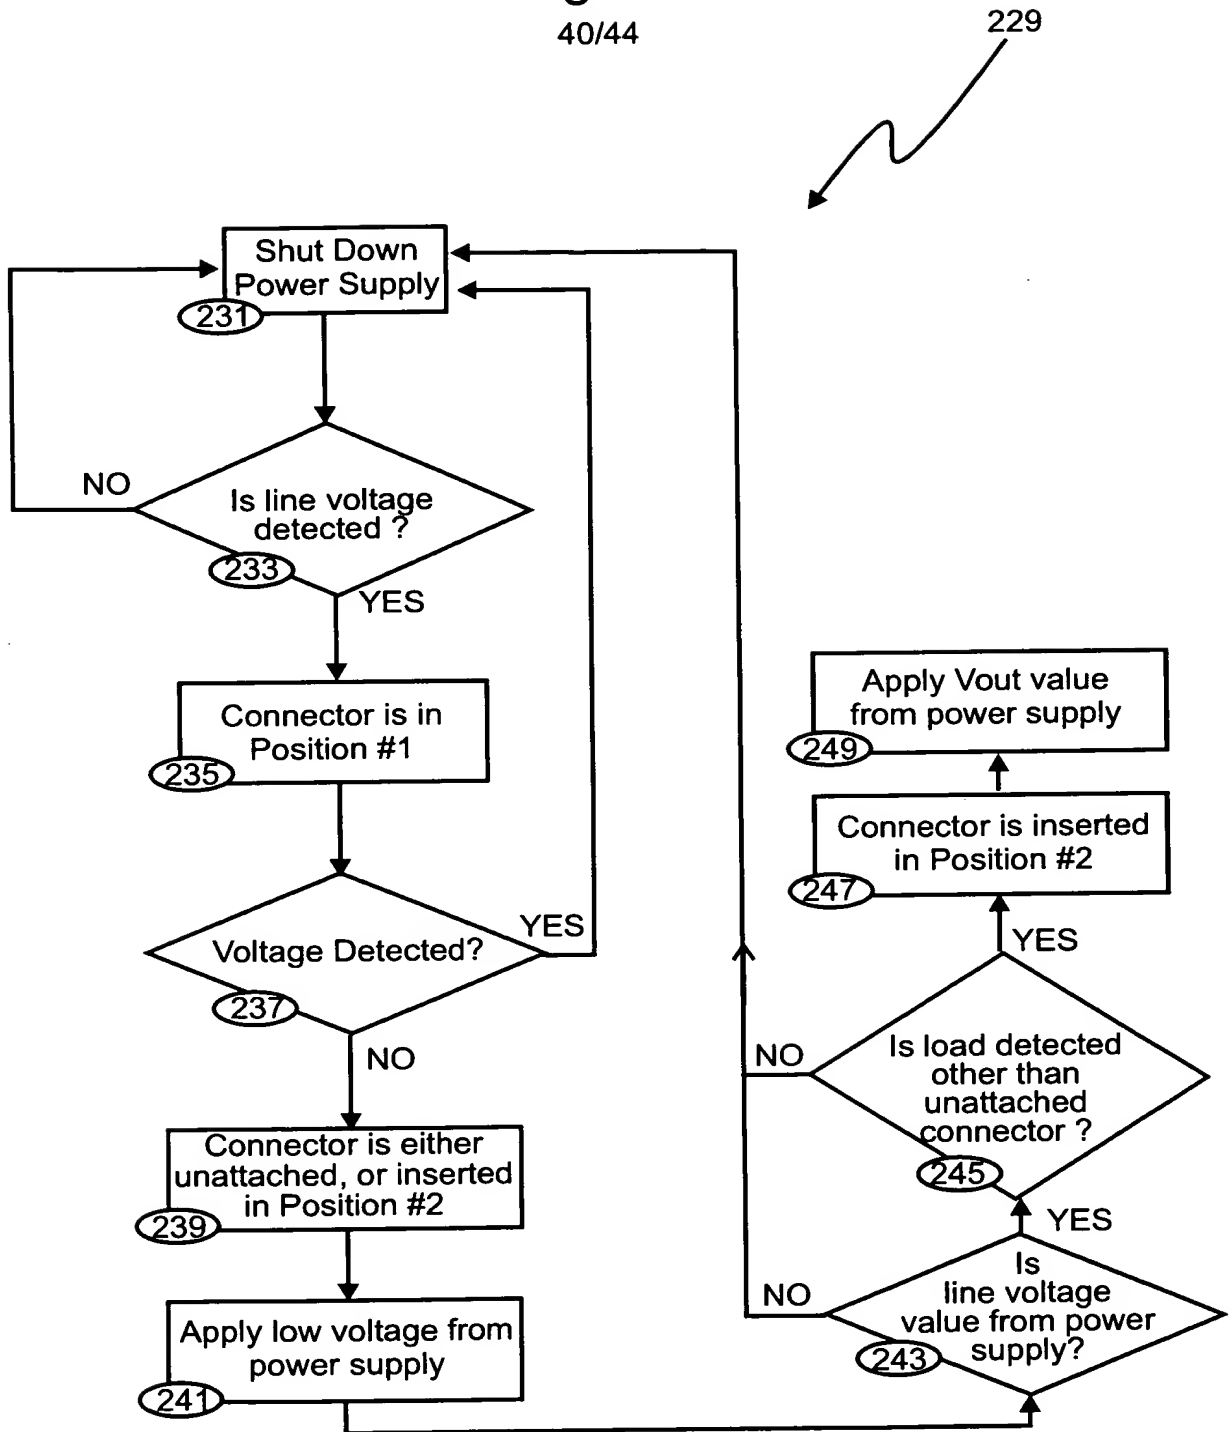 40/44
229
Shut Down
Power Supply
231
NO
Is line voltage
detected ?
233
YES
Connector is in
Position #1
235
Voltage Detected?
237
YES
NO
Connector is either
unattached, or inserted
in Position #2
239
Apply low voltage from
power supply
241
Apply Vout value
from power supply
249
Connector is inserted
in Position #2
247
YES
NO
Is load detected
other than
unattached
connector ?
245
YES
NO
Is
line voltage
value from power
supply?
243